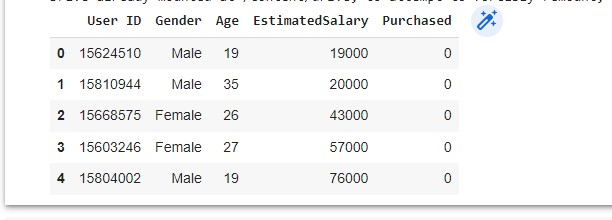 User ID Gender Age EstimatedSalary Purchased
0 15624510 Male 19 19000 0
1 15810944 Male 35 20000 0
2 15668575 Female 26 43000 0
3 15603246 Female 27 57000 0
4 15804002 Male 19 76000 0